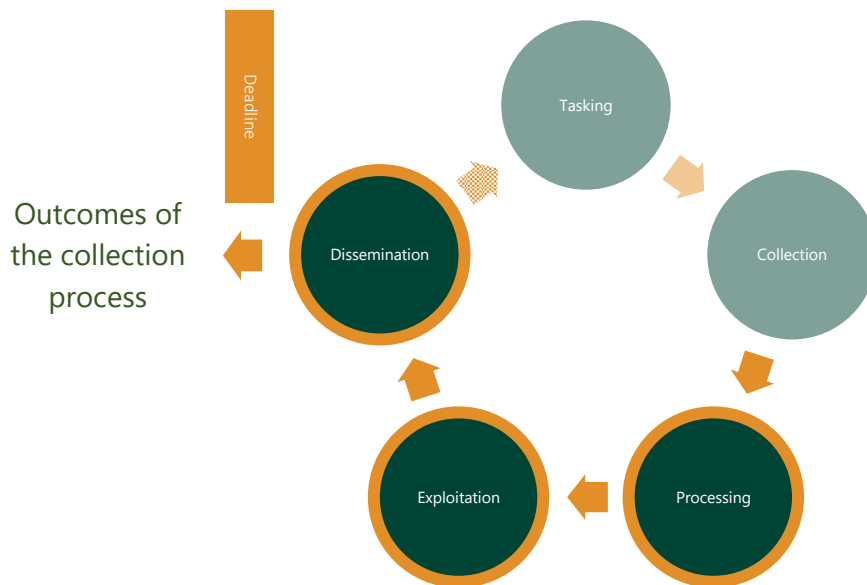 Deadline
Tasking
Outcomes of
the collection
process
Dissemination
Collection
Exploitation
Processing